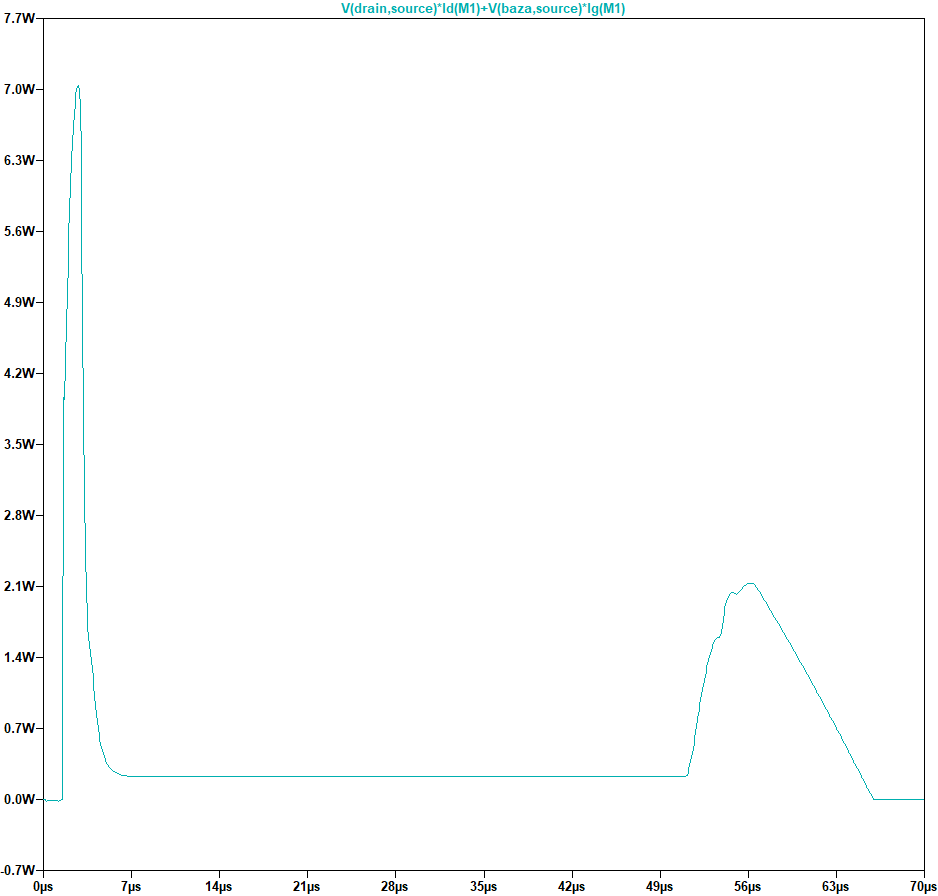 V(drain,source)*Id(M1)+V(baza,source)*Ig(M1)
7.7W
7.0W
6.3W
5.6W
4.9W
4.2W
3.5W
2.8W
2.1W
1.4W
0.7W
0.0W
-0.7W
0µs 7µs 14µs 21µs 28µs 35µs 42µs 49µs 56µs 63µs 70µs